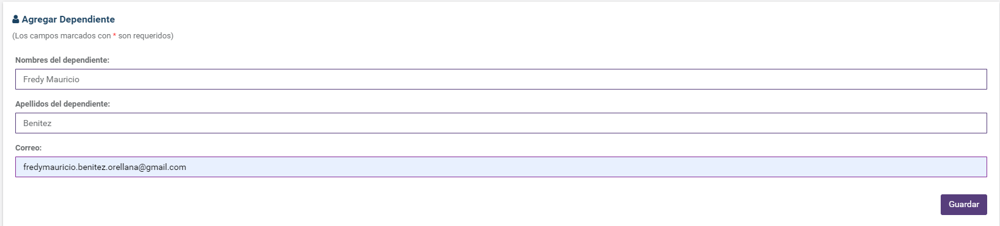 Agregar Dependiente
(Los campos marcados con * son requeridos)
Nombres del dependiente:
Fredy Mauricio
Apellidos del dependiente:
Benitez
Correo:
fredymauricio.benitez.orellana@gmail.com
Guardar